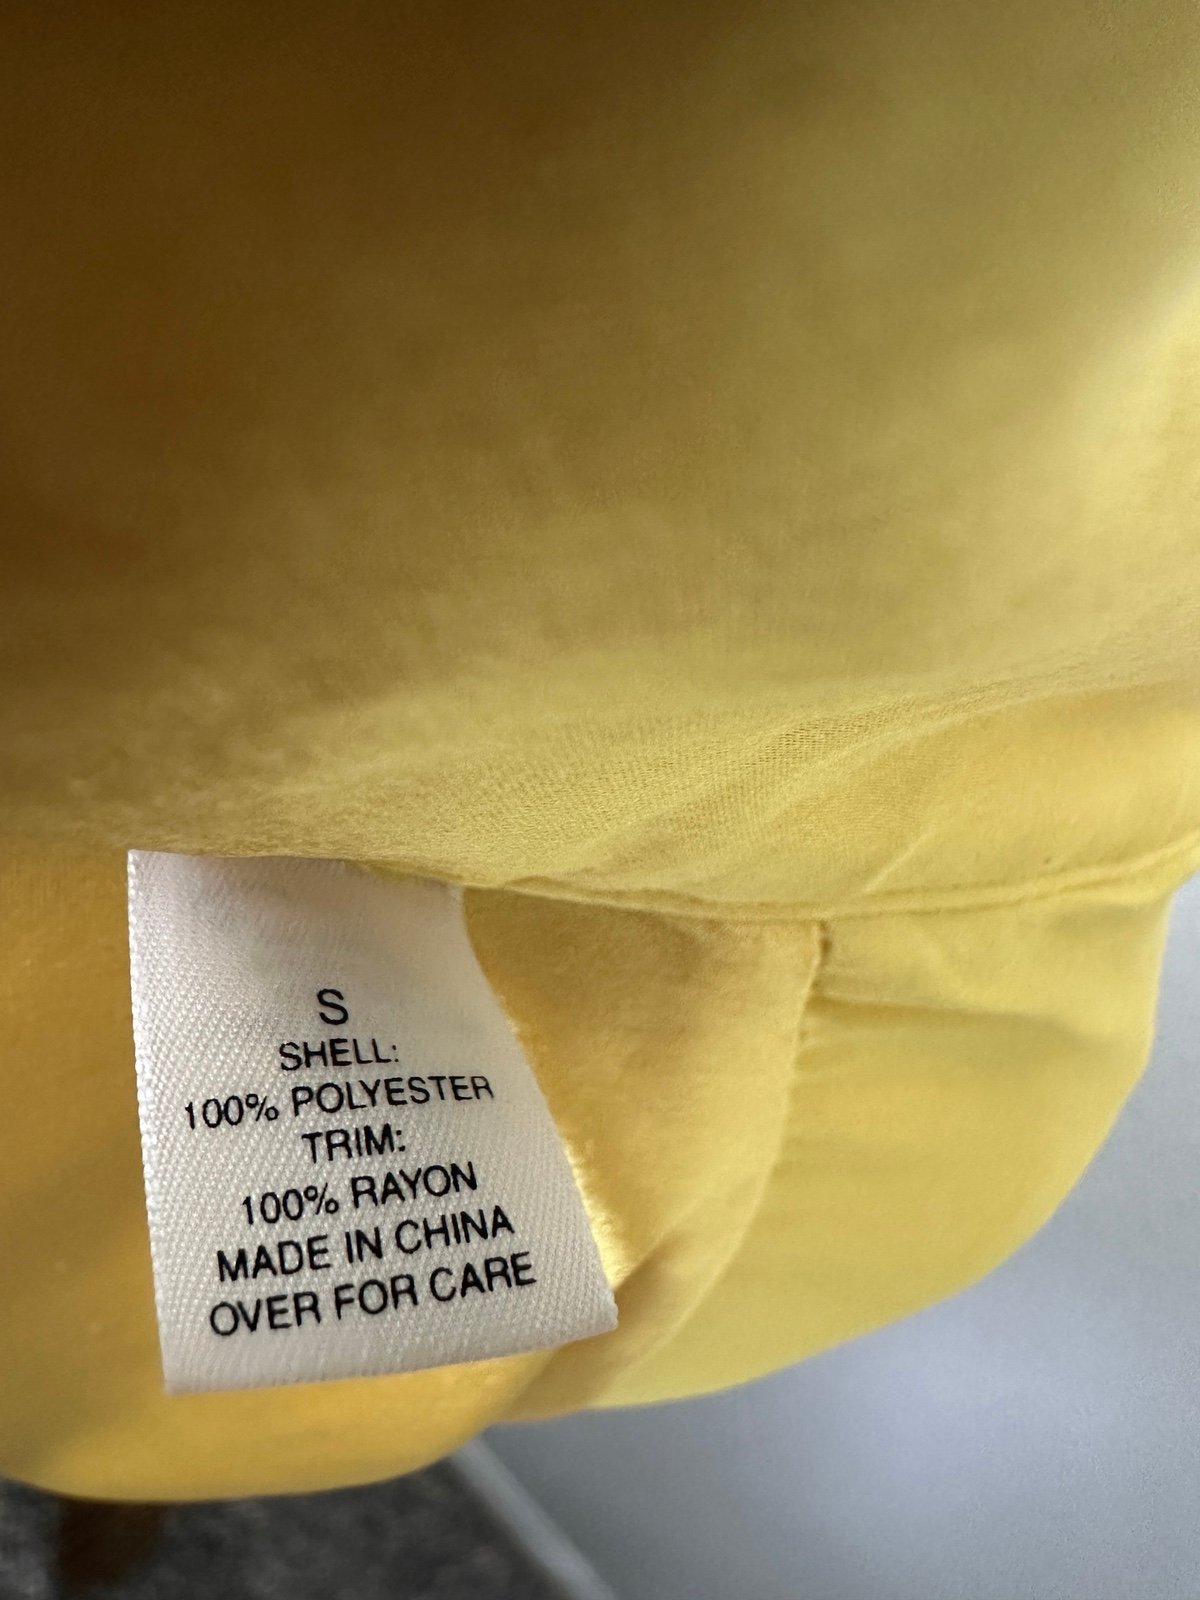 S
SHELL:
100% POLYESTER
TRIM:
100% RAYON
MADE IN CHINA
OVER FOR CARE